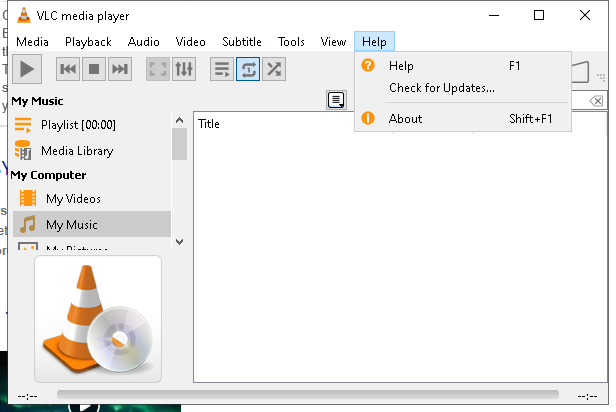 VLC media player
Media Playback Audio Video Subtitle Tools View Help
Help F1
Check for Updates...
About Shift+F1
My Music
Playlist [00:00]
Media Library
My Computer
My Videos
My Music
My Pictures
Title
--:-- --:--